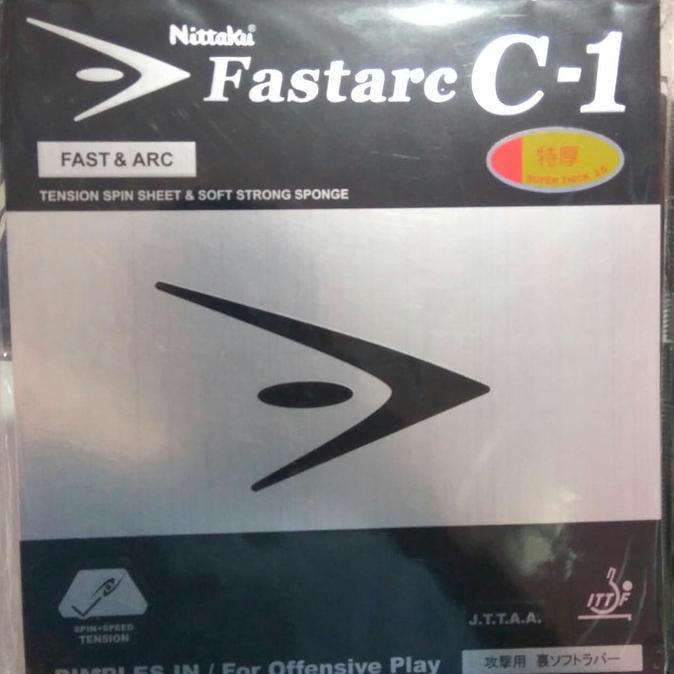 Nittaku®
Fastarc C-1
FAST & ARC
特厚
SUPER THICK 2.0
TENSION SPIN SHEET & SOFT STRONG SPONGE
SPIN+SPEED
TENSION
J.T.T.A.A.
ITTF
PIMPLES IN / For Offensive Play
攻撃用 裏ソフトラバー